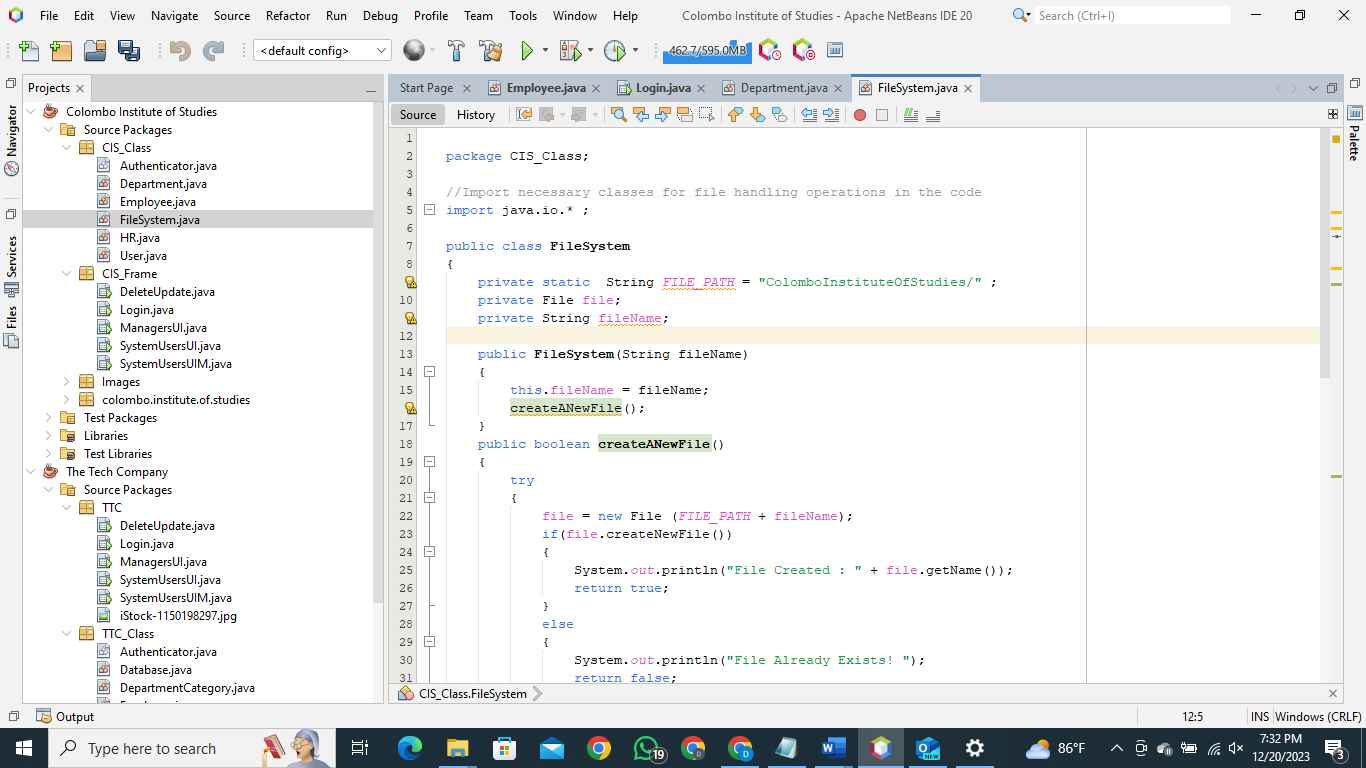 File Edit View Navigate Source Refactor Run Debug Profile Team Tools Window Help
Colombo Institute of Studies - Apache NetBeans IDE 20
Search (Ctrl+I)
<default config>
462.7/595.0MB
Projects
Start Page Employee.java Login.java Department.java FileSystem.java
Source History
Navigator
Services
Files
Palette
Colombo Institute of Studies
Source Packages
CIS_Class
Authenticator.java
Department.java
Employee.java
FileSystem.java
HR.java
User.java
CIS_Frame
DeleteUpdate.java
Login.java
ManagersUI.java
SystemUsersUI.java
SystemUsersUIM.java
Images
colombo.institute.of.studies
Test Packages
Libraries
Test Libraries
The Tech Company
Source Packages
TTC
DeleteUpdate.java
Login.java
ManagersUI.java
SystemUsersUI.java
SystemUsersUIM.java
iStock-1150198297.jpg
TTC_Class
Authenticator.java
Database.java
DepartmentCategory.java
1
2 package CIS_Class;
3
4 //Import necessary classes for file handling operations in the code
5 import java.io.* ;
6
7 public class FileSystem
8 {
private static  String FILE_PATH = "ColomboInstituteOfStudies/" ;
10 private File file;
private String fileName;
12
13 public FileSystem(String fileName)
14 {
15 this.fileName = fileName;
createANewFile();
17 }
18 public boolean createANewFile()
19 {
20 try
21 {
22 file = new File (FILE_PATH + fileName);
23 if(file.createNewFile())
24 {
25 System.out.println("File Created : " + file.getName());
26 return true;
27 }
28 else
29 {
30 System.out.println("File Already Exists! ");
31 return false;
CIS_Class.FileSystem
Output
12:5 INS Windows (CRLF)
Type here to search
19
NEW
86°F
7:32 PM
12/20/2023
3